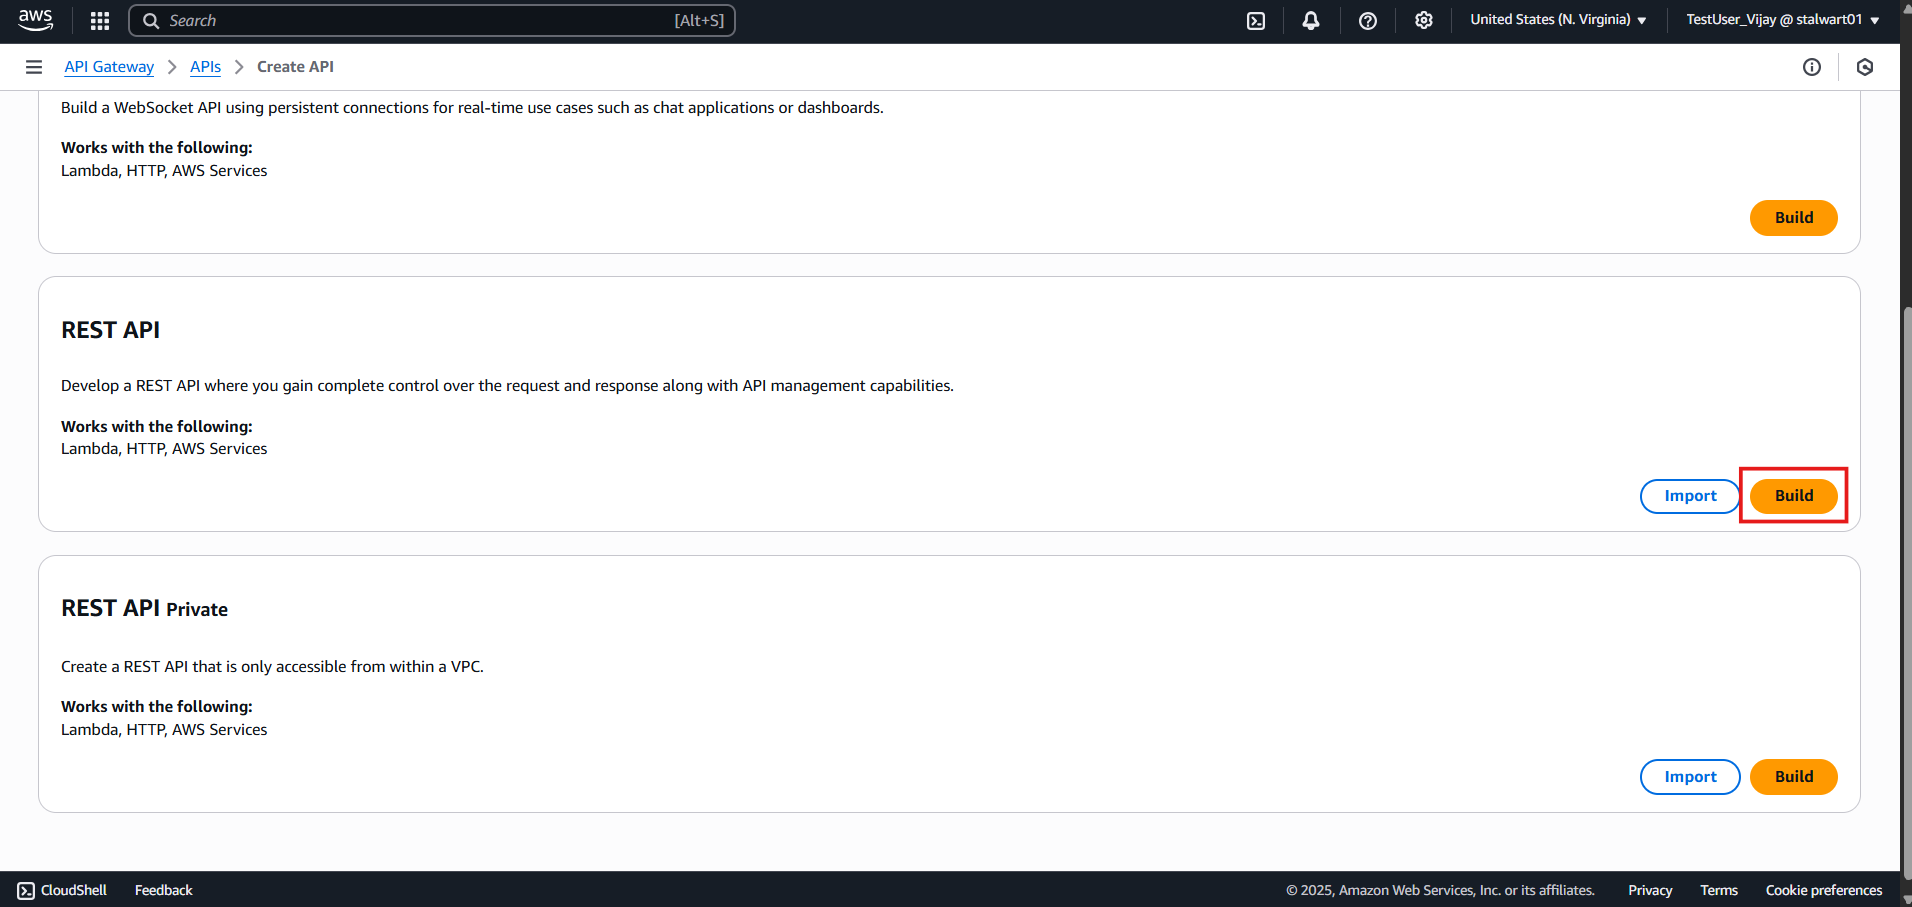 aws Search [Alt+S] United States (N. Virginia) TestUser_Vijay @ stalwart01
API Gateway APIs Create API
Build a WebSocket API using persistent connections for real-time use cases such as chat applications or dashboards.
Works with the following:
Lambda, HTTP, AWS Services
Build
REST API
Develop a REST API where you gain complete control over the request and response along with API management capabilities.
Works with the following:
Lambda, HTTP, AWS Services
Import Build
REST API Private
Create a REST API that is only accessible from within a VPC.
Works with the following:
Lambda, HTTP, AWS Services
Import Build
CloudShell Feedback © 2025, Amazon Web Services, Inc. or its affiliates. Privacy Terms Cookie preferences